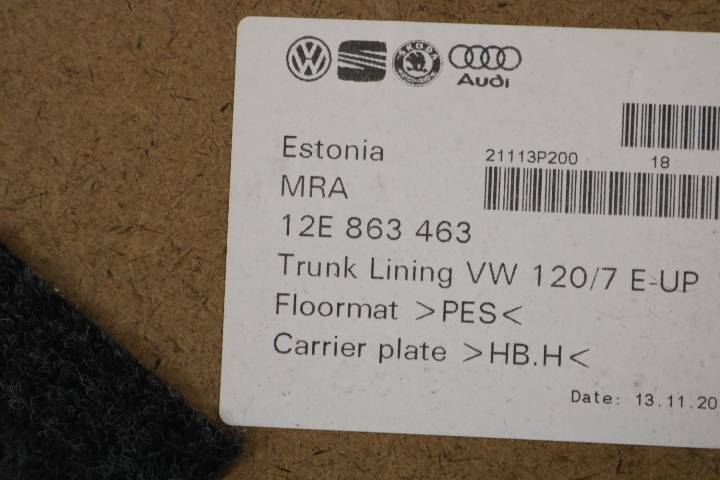 ŠKODA
Audi
Estonia
21113P200 18
MRA
12E 863 463
Trunk Lining VW 120/7 E-UP
Floormat >PES<
Carrier plate >HB.H<
Date: 13.11.20